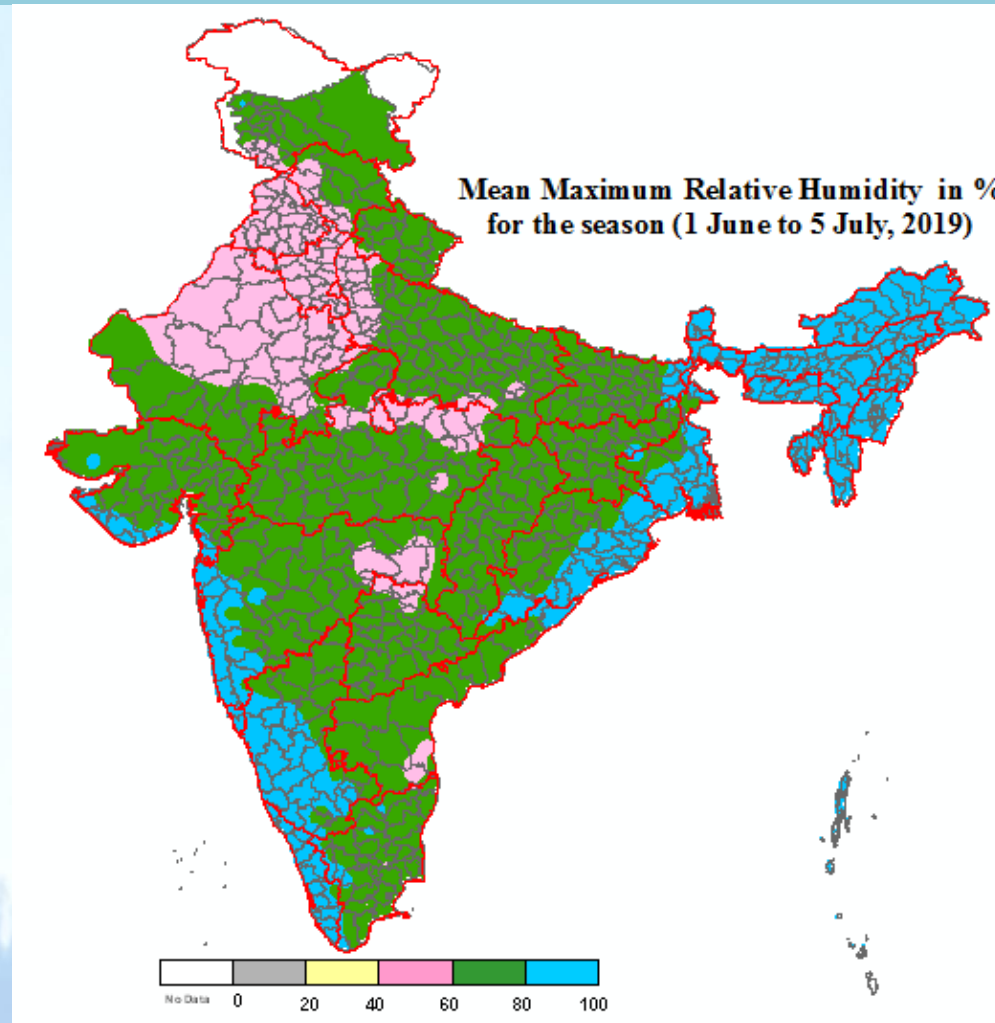 Mean Maximum Relative Humidity in %
for the season (1 June to 5 July, 2019)
No Data 0 20 40 60 80 100